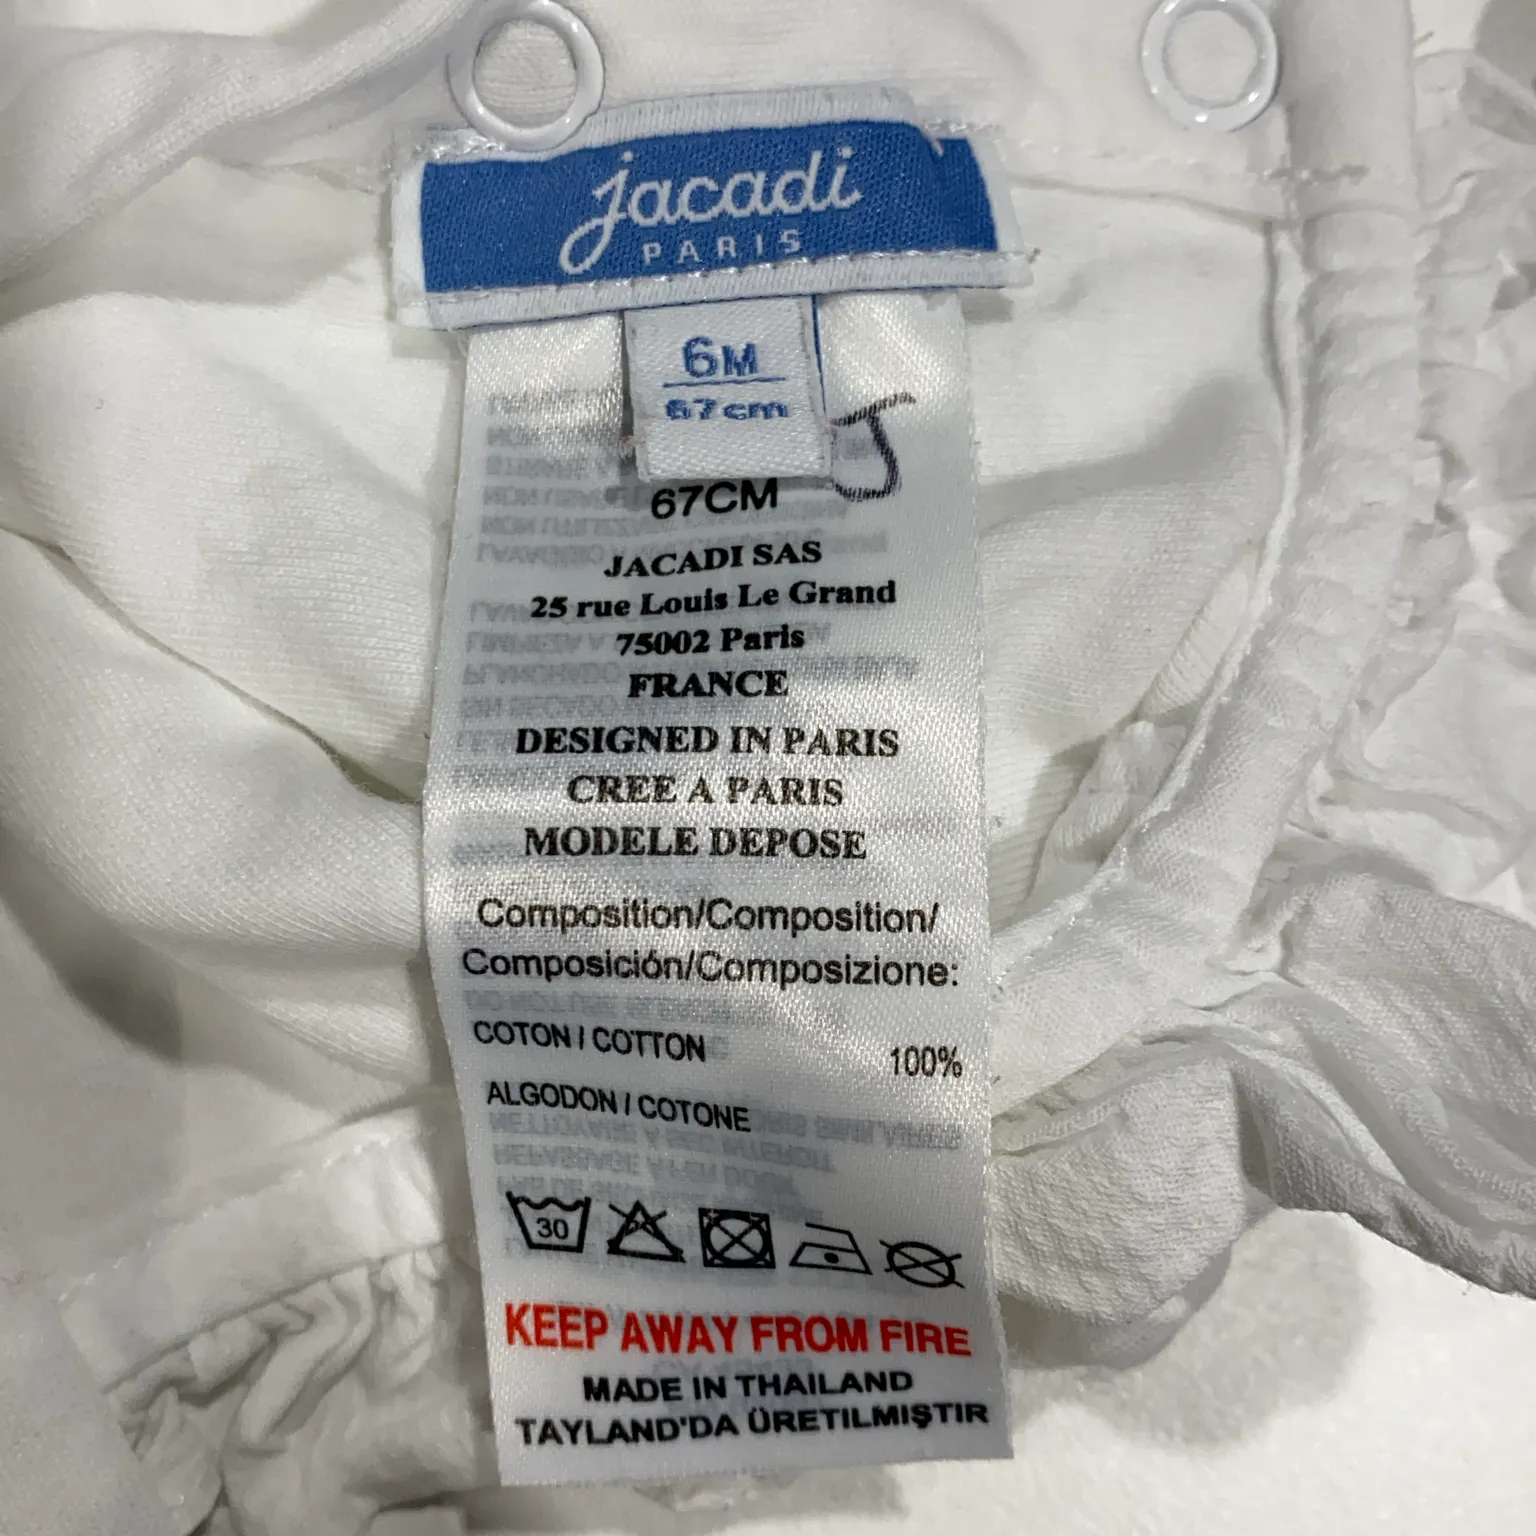 jacadi
PARIS
6M
67cm
J
67CM
JACADI SAS
25 rue Louis Le Grand
75002 Paris
FRANCE
DESIGNED IN PARIS
CREE A PARIS
MODELE DEPOSE
Composition/Composition/
Composición/Composizione:
COTON / COTTON 100%
ALGODON / COTONE
30
KEEP AWAY FROM FIRE
MADE IN THAILAND
TAYLAND'DA ÜRETILMIŞTIR